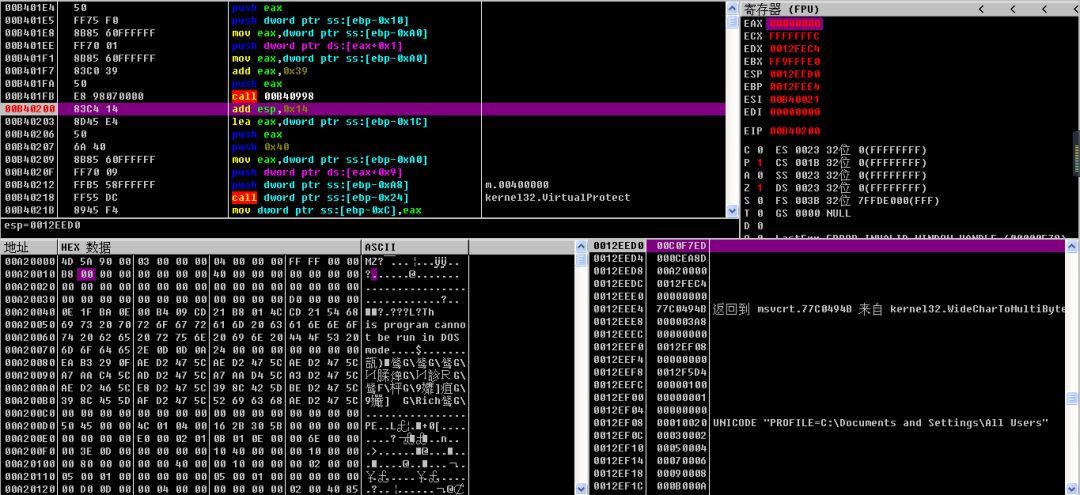 00B401E4 50 push eax
00B401E5 FF75 F0 push dword ptr ss:[ebp-0x10]
00B401E8 8B85 60FFFFFF mov eax,dword ptr ss:[ebp-0xA0]
00B401EE FF70 01 push dword ptr ds:[eax+0x1]
00B401F1 8B85 60FFFFFF mov eax,dword ptr ss:[ebp-0xA0]
00B401F7 83C0 39 add eax,0x39
00B401FA 50 push eax
00B401FB E8 98070000 call 00B40998
00B40200 83C4 14 add esp,0x14
00B40203 8D45 E4 lea eax,dword ptr ss:[ebp-0x1C]
00B40206 50 push eax
00B40207 6A 40 push 0x40
00B40209 8B85 60FFFFFF mov eax,dword ptr ss:[ebp-0xA0]
00B4020F FF70 09 push dword ptr ds:[eax+0x9]
00B40212 FFB5 58FFFFFF push dword ptr ss:[ebp-0xA8] m.00400000
00B40218 FF55 DC call dword ptr ss:[ebp-0x24] kernel32.VirtualProtect
00B4021B 8945 F4 mov dword ptr ss:[ebp-0xC],eax
esp=0012EED0
寄存器 (FPU) < < < <
EAX 00000000
ECX FFFFFFFC
EDX 0012FEC4
EBX FF9FFFE0
ESP 0012EED0
EBP 0012FEE4
ESI 00B40021
EDI 00000000
EIP 00B40200
C 0 ES 0023 32位 0(FFFFFFFF)
P 1 CS 001B 32位 0(FFFFFFFF)
A 0 SS 0023 32位 0(FFFFFFFF)
Z 1 DS 0023 32位 0(FFFFFFFF)
S 0 FS 003B 32位 7FFDE000(FFF)
T 0 GS 0000 NULL
D 0
地址 HEX 数据 ASCII
00A20000 4D 5A 90 00 03 00 00 00 04 00 00 00 FF FF 00 00
00A20010 B8 00 00 00 00 00 00 00 40 00 00 00 00 00 00 00
00A20020 00 00 00 00 00 00 00 00 00 00 00 00 00 00 00 00
00A20030 00 00 00 00 00 00 00 00 00 00 00 00 D0 00 00 00
00A20040 0E 1F BA 0E 00 B4 09 CD 21 B8 01 4C CD 21 54 68
00A20050 69 73 20 70 72 6F 67 72 61 6D 20 63 61 6E 6E 6F is program canno
00A20060 74 20 62 65 20 72 75 6E 20 69 6E 20 44 4F 53 20 t be run in DOS
00A20070 6D 6F 64 65 2E 0D 0D 0A 24 00 00 00 00 00 00 00 mode....$.......
00A20080 EA B3 29 0F AE D2 47 5C AE D2 47 5C AE D2 47 5C
00A20090 A7 AA C4 5C AD D2 47 5C A7 AA D4 5C A3 D2 47 5C
00A200A0 AE D2 46 5C E8 D2 47 5C 39 8C 42 5D BE D2 47 5C
00A200B0 39 8C 45 5D AF D2 47 5C 52 69 63 68 AE D2 47 5C
00A200C0 00 00 00 00 00 00 00 00 00 00 00 00 00 00 00 00 ................
00A200D0 50 45 00 00 4C 01 04 00 16 2B 30 5B 00 00 00 00
00A200E0 00 00 00 00 E0 00 02 01 0B 01 0E 00 00 6E 00 00
00A200F0 00 3E 0D 00 00 00 00 00 10 40 00 00 00 10 00 00
00A20100 00 80 00 00 00 00 40 00 00 10 00 00 00 02 00 00
00A20110 05 00 01 00 00 00 00 00 05 00 01 00 00 00 00 00
00A20120 00 D0 0D 00 00 04 00 00 00 00 00 00 02 00 40 85
0012EED0 00C0F7ED
0012EED4 000CEA8D
0012EED8 00A20000
0012EEDC 0012FEC4
0012EEE0 00000000
0012EEE4 77C0494B 返回到 msvcrt.77C0494B 来自 kernel32.WideCharToMultiByte
0012EEE8 000003A8
0012EEEC 00000000
0012EEF0 0012EF08
0012EEF4 00000000
0012EEF8 0012F5D4
0012EEFC 00000100
0012EF00 00000001
0012EF04 00000000
0012EF08 00010020 UNICODE "PROFILE=C:\Documents and Settings\All Users"
0012EF0C 00030002
0012EF10 00050004
0012EF14 00070006
0012EF18 00090008
0012EF1C 000B000A